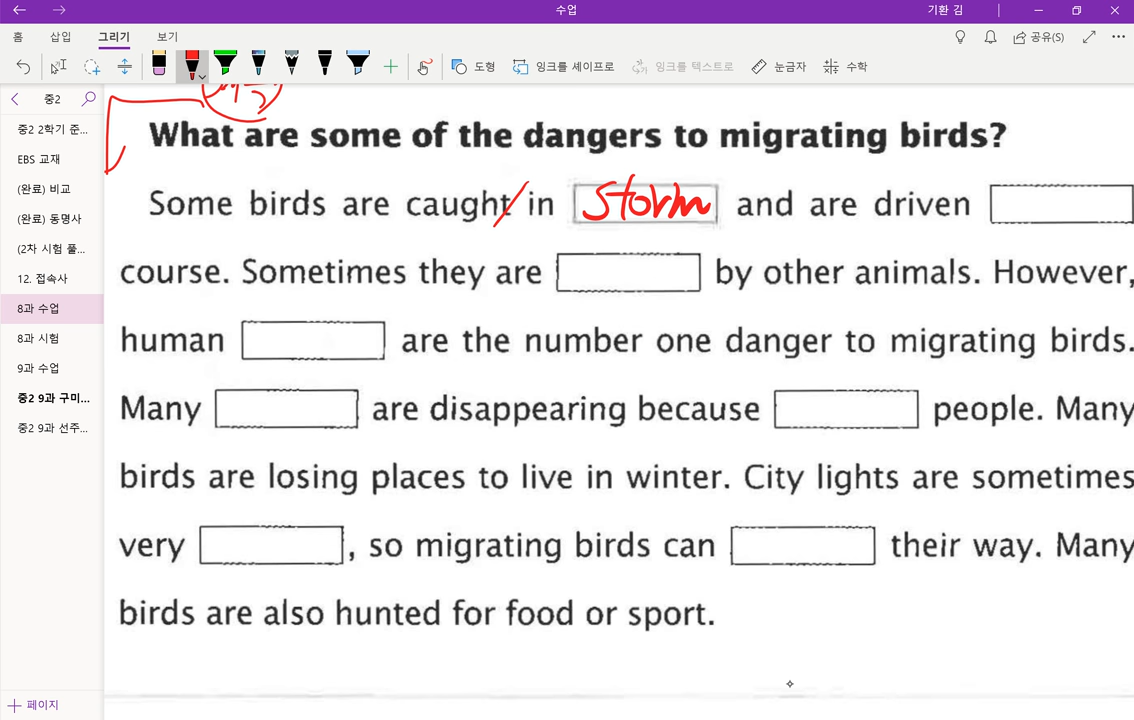 수업
기환 김
홈 삽입 그리기 보기
공유(S)
도형 잉크를 셰이프로 잉크를 텍스트로 눈금자 수학
중2
중2 2학기 준...
EBS 교재
(완료) 비교
(완료) 동명사
(2차 시험 풀...
12. 접속사
8과 수업
8과 시험
9과 수업
중2 9과 구미...
중2 9과 선주...
페이지
What are some of the dangers to migrating birds?
Some birds are caught in storm and are driven
course. Sometimes they are by other animals. However,
human are the number one danger to migrating birds.
Many are disappearing because people. Many
birds are losing places to live in winter. City lights are sometimes
very , so migrating birds can their way. Many
birds are also hunted for food or sport.